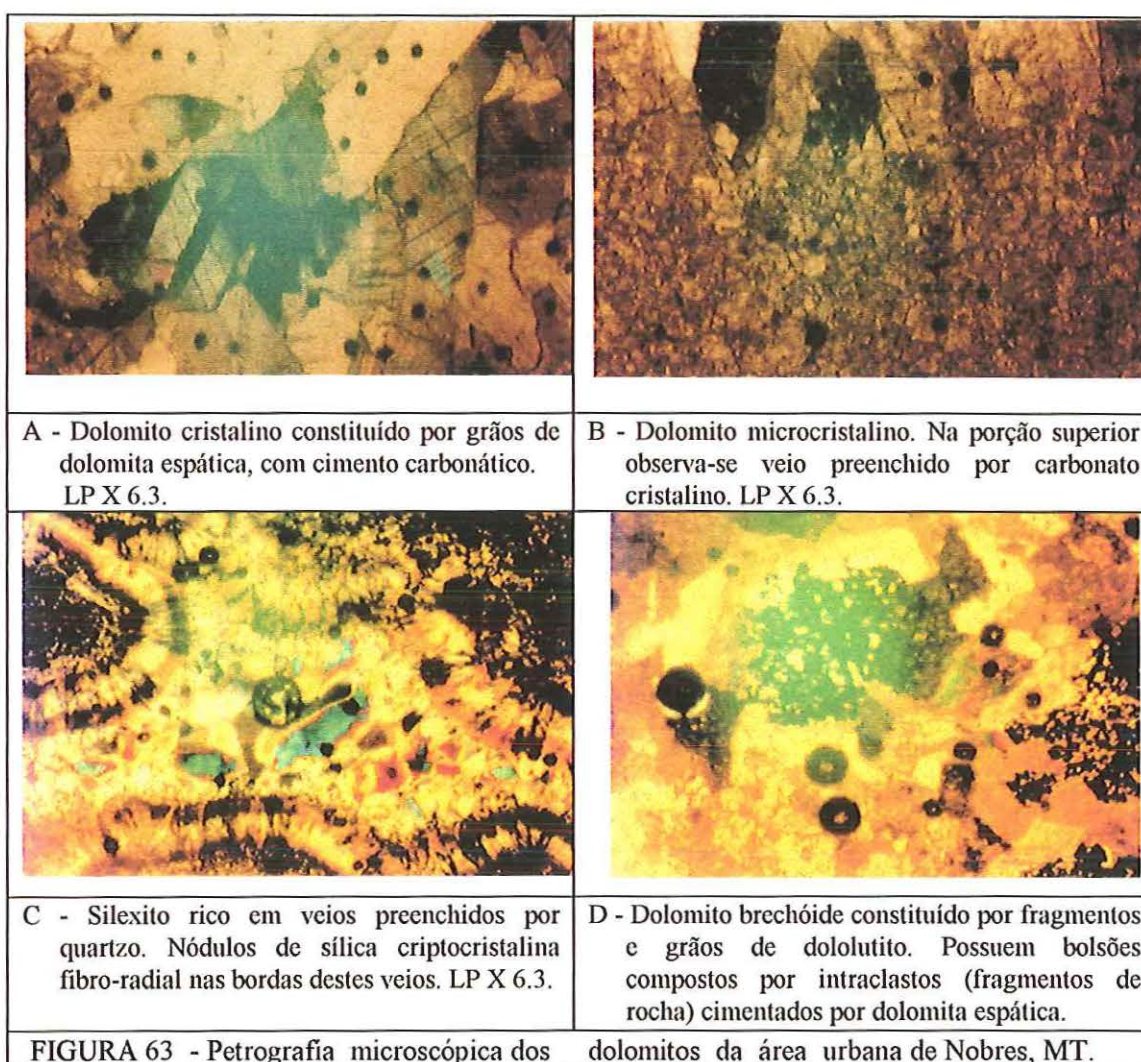 A - Dolomito cristalino constituído por grãos de
dolomita espática, com cimento carbonático.
LP X 6.3.
B - Dolomito microcristalino. Na porção superior
observa-se veio preenchido por carbonato
cristalino. LP X 6.3.
C - Silexito rico em veios preenchidos por
quartzo. Nódulos de sílica criptocristalina
fibro-radial nas bordas destes veios. LP X 6.3.
D - Dolomito brechóide constituído por fragmentos
e grãos de dololutito. Possuem bolsões
compostos por intraclastos (fragmentos de
rocha) cimentados por dolomita espática.
FIGURA 63 - Petrografia microscópica dos dolomitos da área urbana de Nobres, MT.